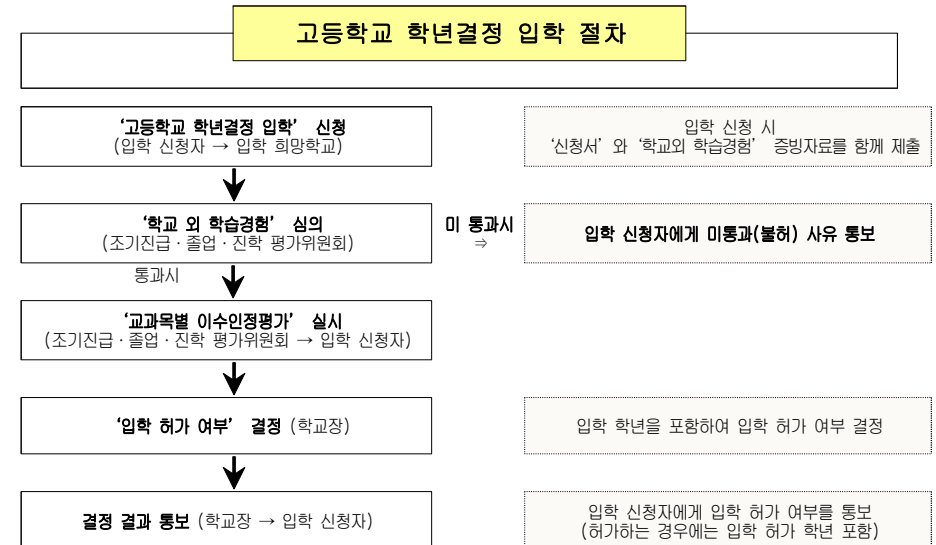 고등학교 학년결정 입학 절차
‘고등학교 학년결정 입학’ 신청
(입학 신청자 → 입학 희망학교)
입학 신청 시
‘신청서’와 ‘학교외 학습경험’ 증빙자료를 함께 제출
‘학교 외 학습경험’ 심의
(조기진급·졸업·진학 평가위원회)
미 통과시
⇒
입학 신청자에게 미통과(불허) 사유 통보
통과시
‘교과목별 이수인정평가’ 실시
(조기진급·졸업·진학 평가위원회 → 입학 신청자)
‘입학 허가 여부’ 결정 (학교장)
입학 학년을 포함하여 입학 허가 여부 결정
결정 결과 통보 (학교장 → 입학 신청자)
입학 신청자에게 입학 허가 여부를 통보
(허가하는 경우에는 입학 허가 학년 포함)